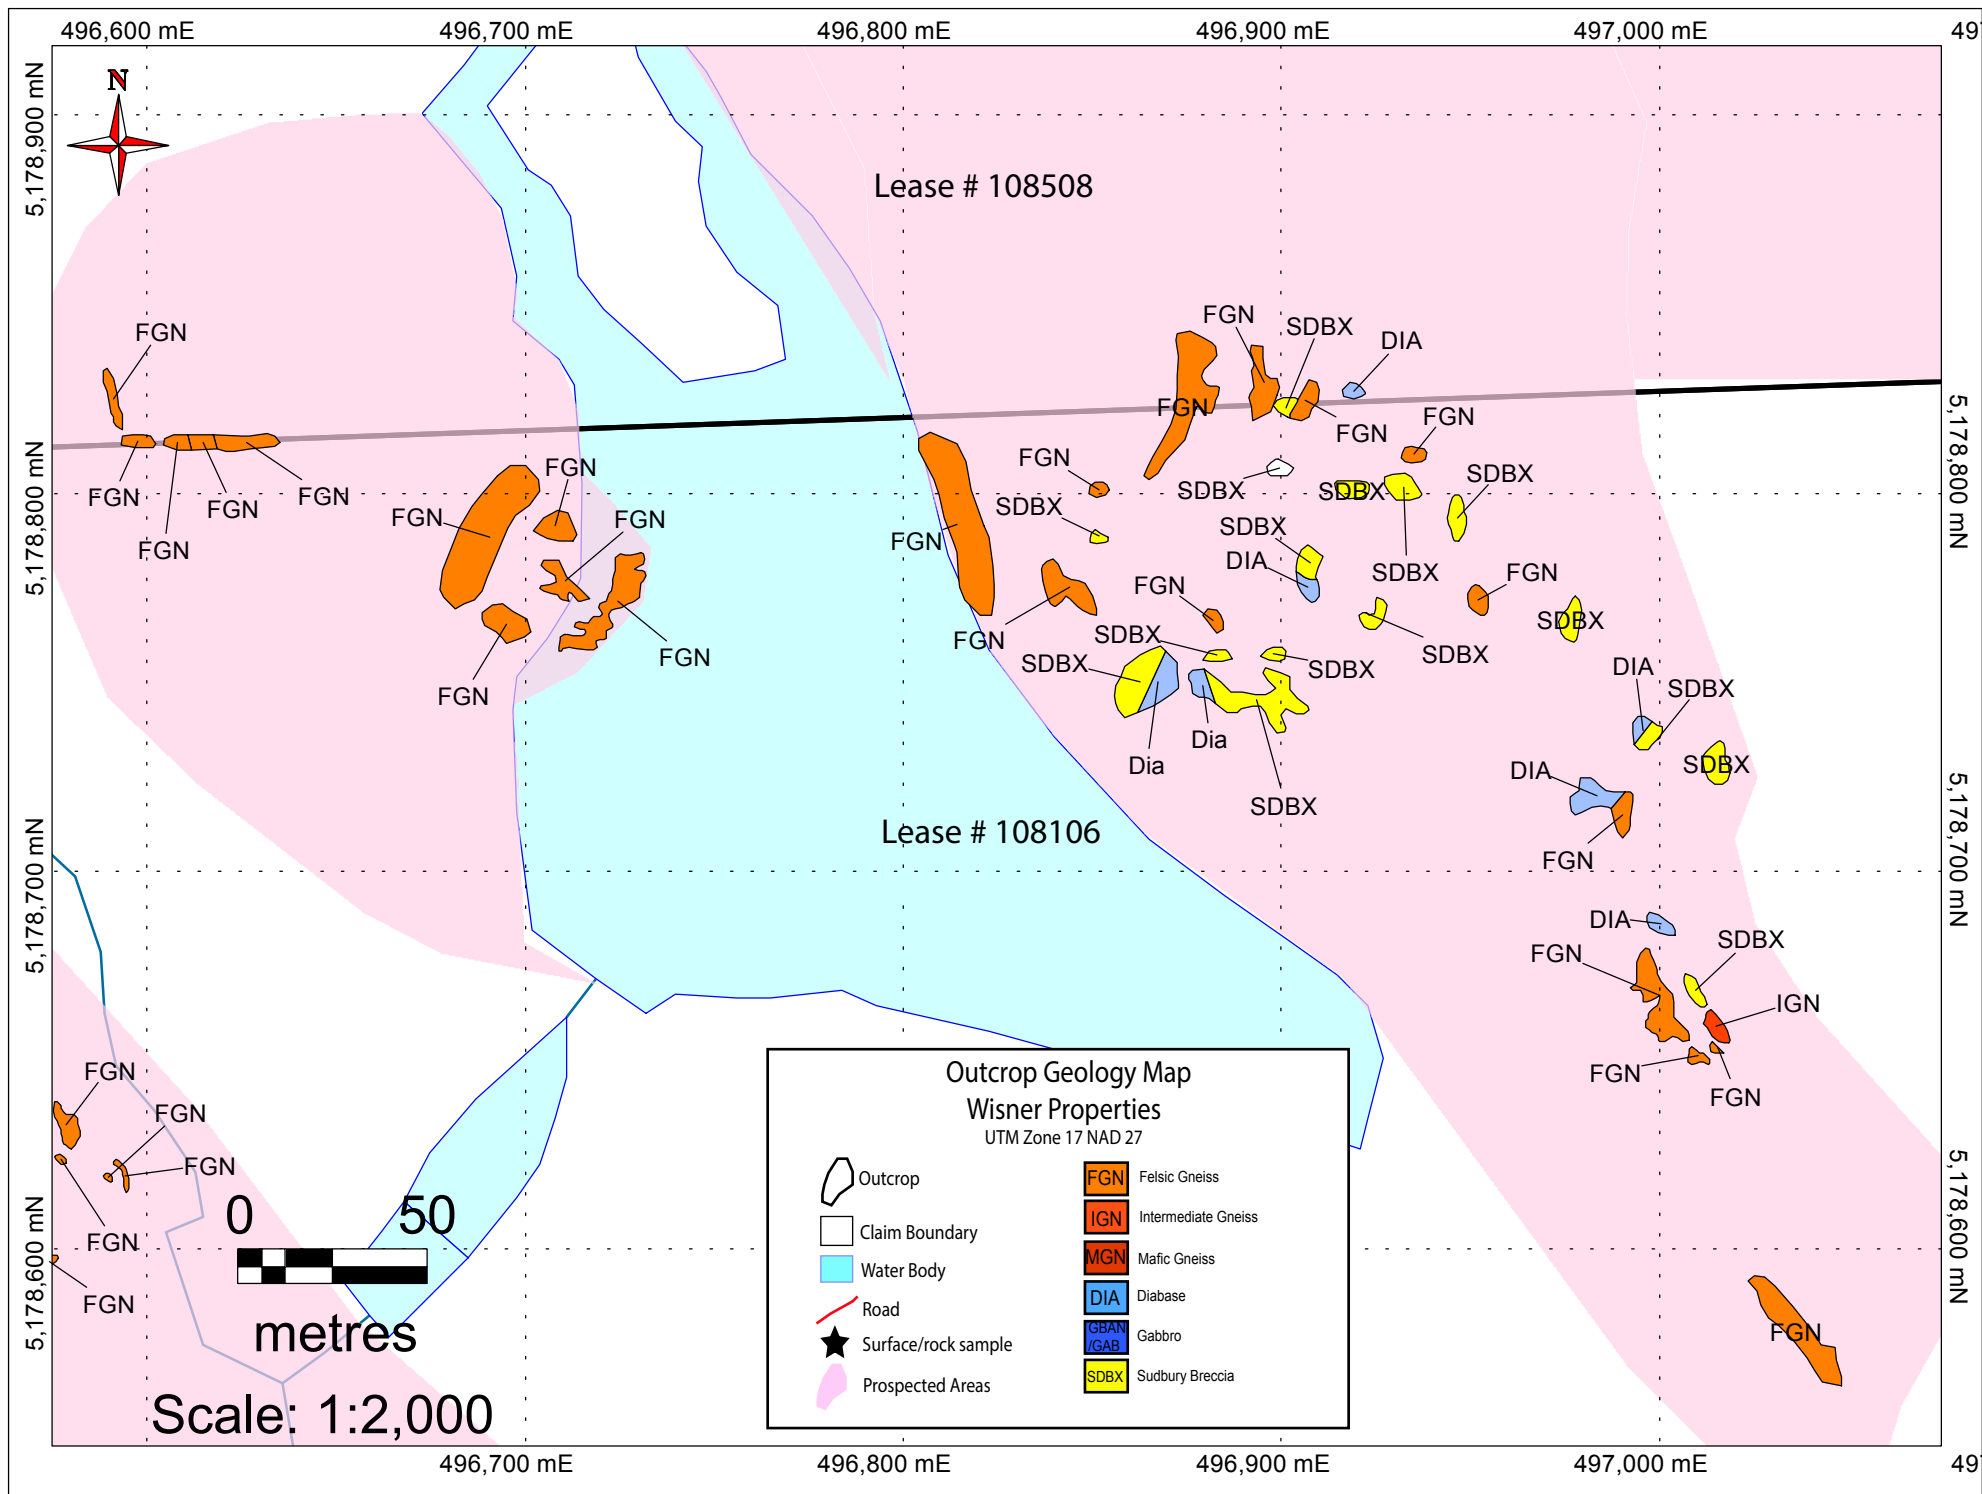 496,600 mE 496,700 mE 496,800 mE 496,900 mE 497,000 mE 49
N
5,178,900 mN
Lease # 108508
FGN
FGN
SDBX
DIA
FGN
FGN
FGN
5,178,800 mN
5,178,800 mN
FGN
FGN
FGN
FGN
FGN
FGN
FGN
FGN
FGN
FGN
FGN
SDBX
SDBX
SDBX
SDBX
SDBX
SDBX
DIA
FGN
SDBX
FGN
FGN
FGN
SDBX
SDBX
SDBX
SDBX
SDBX
DIA
SDBX
Dia
Dia
SDBX
SDBX
DIA
FGN
Lease # 108106
5,178,700 mN
5,178,700 mN
DIA
SDBX
FGN
IGN
FGN
FGN
FGN
FGN
FGN
FGN
FGN
5,178,600 mN
5,178,600 mN
FGN
0 50
metres
Scale: 1:2,000
Outcrop Geology Map
Wisner Properties
UTM Zone 17 NAD 27
Outcrop
Claim Boundary
Water Body
Road
Surface/rock sample
Prospected Areas
FGN Felsic Gneiss
IGN Intermediate Gneiss
MGN Mafic Gneiss
DIA Diabase
GBAN
/GAB Gabbro
SDBX Sudbury Breccia
496,700 mE 496,800 mE 496,900 mE 497,000 mE 49